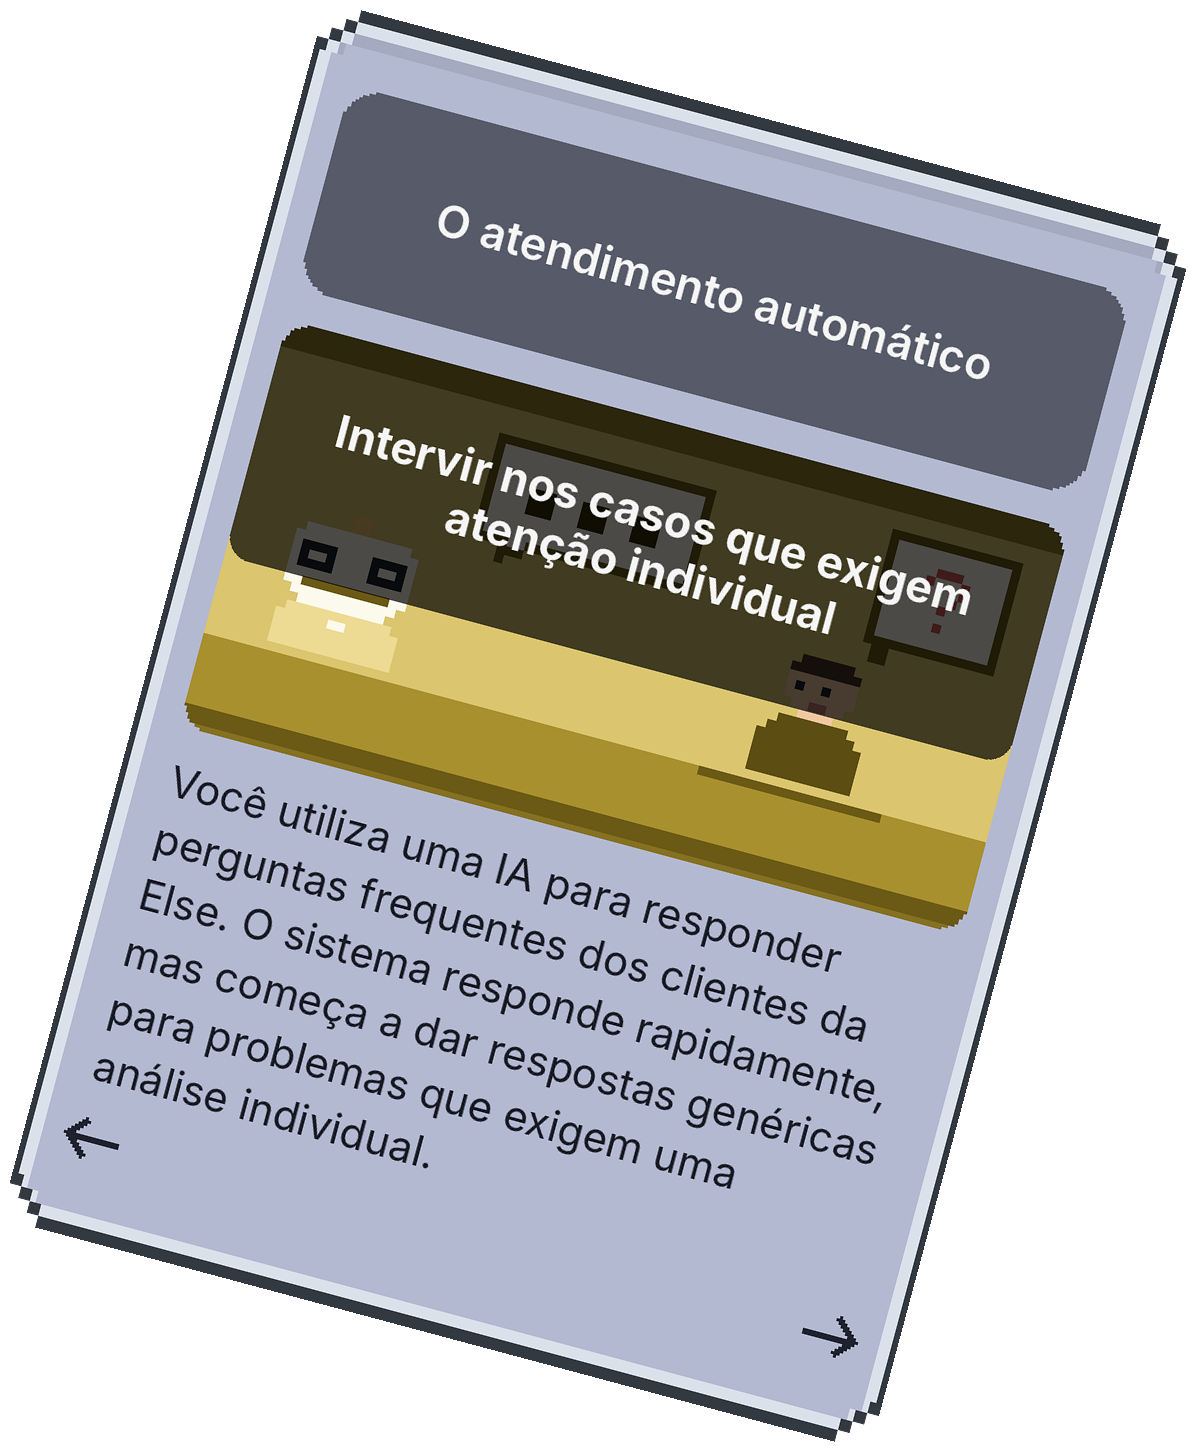 O atendimento automático
Intervir nos casos que exigem
atenção individual
Você utiliza uma IA para responder
perguntas frequentes dos clientes da
Else. O sistema responde rapidamente,
mas começa a dar respostas genéricas
para problemas que exigem uma
análise individual.